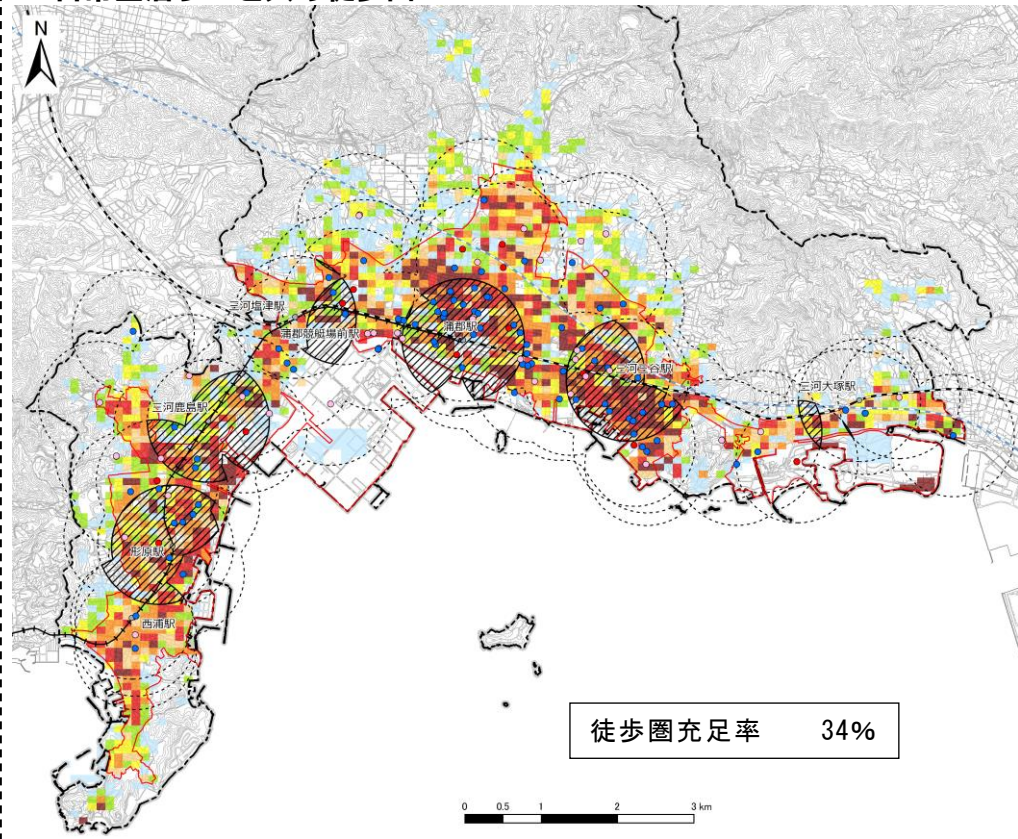 N
三河塩津駅
蒲郡競艇場前駅
蒲郡駅
三河三谷駅
三河大塚駅
三河鹿島駅
形原駅
西浦駅
徒歩圏充足率 34%
0 0.5 1 2 3 km